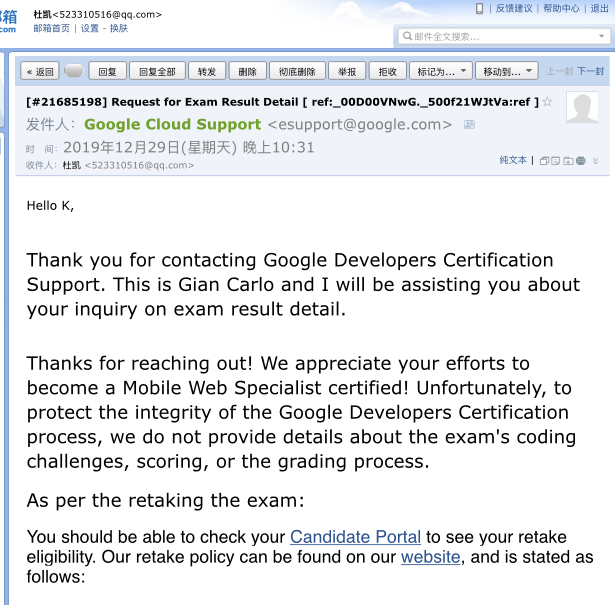 邮箱
.com
杜凯<523310516@qq.com>
邮箱首页 | 设置 - 换肤
| 反馈建议 | 帮助中心 | 退出
邮件全文搜索...
« 返回 回复 回复全部 转发 删除 彻底删除 举报 拒收 标记为... 移动到... 上一封 下一封
[#21685198] Request for Exam Result Detail [ ref:_00D00VNwG._500f21WJtVa:ref ]
发件人： Google Cloud Support <esupport@google.com>
时 间： 2019年12月29日(星期天) 晚上10:31
收件人： 杜凯 <523310516@qq.com>
纯文本 |
Hello K,
Thank you for contacting Google Developers Certification
Support. This is Gian Carlo and I will be assisting you about
your inquiry on exam result detail.
Thanks for reaching out! We appreciate your efforts to
become a Mobile Web Specialist certified! Unfortunately, to
protect the integrity of the Google Developers Certification
process, we do not provide details about the exam's coding
challenges, scoring, or the grading process.
As per the retaking the exam:
You should be able to check your Candidate Portal to see your retake
eligibility. Our retake policy can be found on our website, and is stated as
follows: